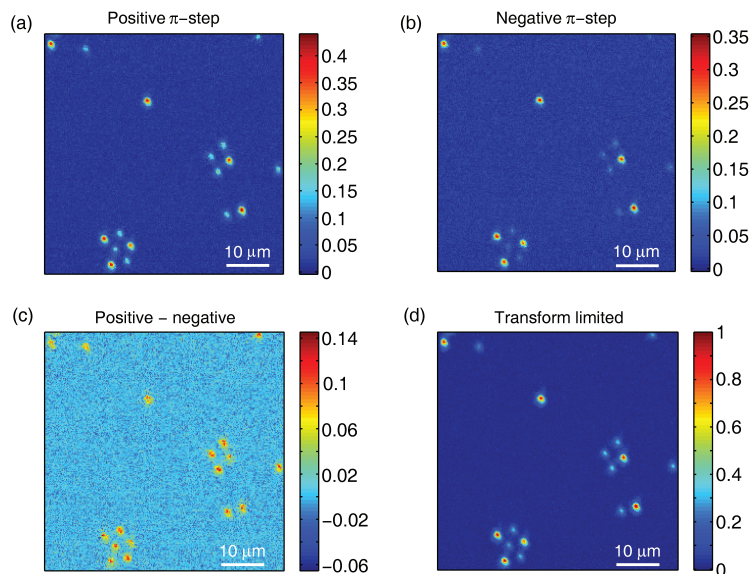 (a)
Positive π−step
0.4
0.35
0.3
0.25
0.2
0.15
0.1
0.05
0
10 μm
(b)
Negative π−step
0.35
0.3
0.25
0.2
0.15
0.1
0.05
0
10 μm
(c)
Positive − negative
0.14
0.1
0.06
0.02
−0.02
−0.06
10 μm
(d)
Transform limited
1
0.8
0.6
0.4
0.2
0
10 μm